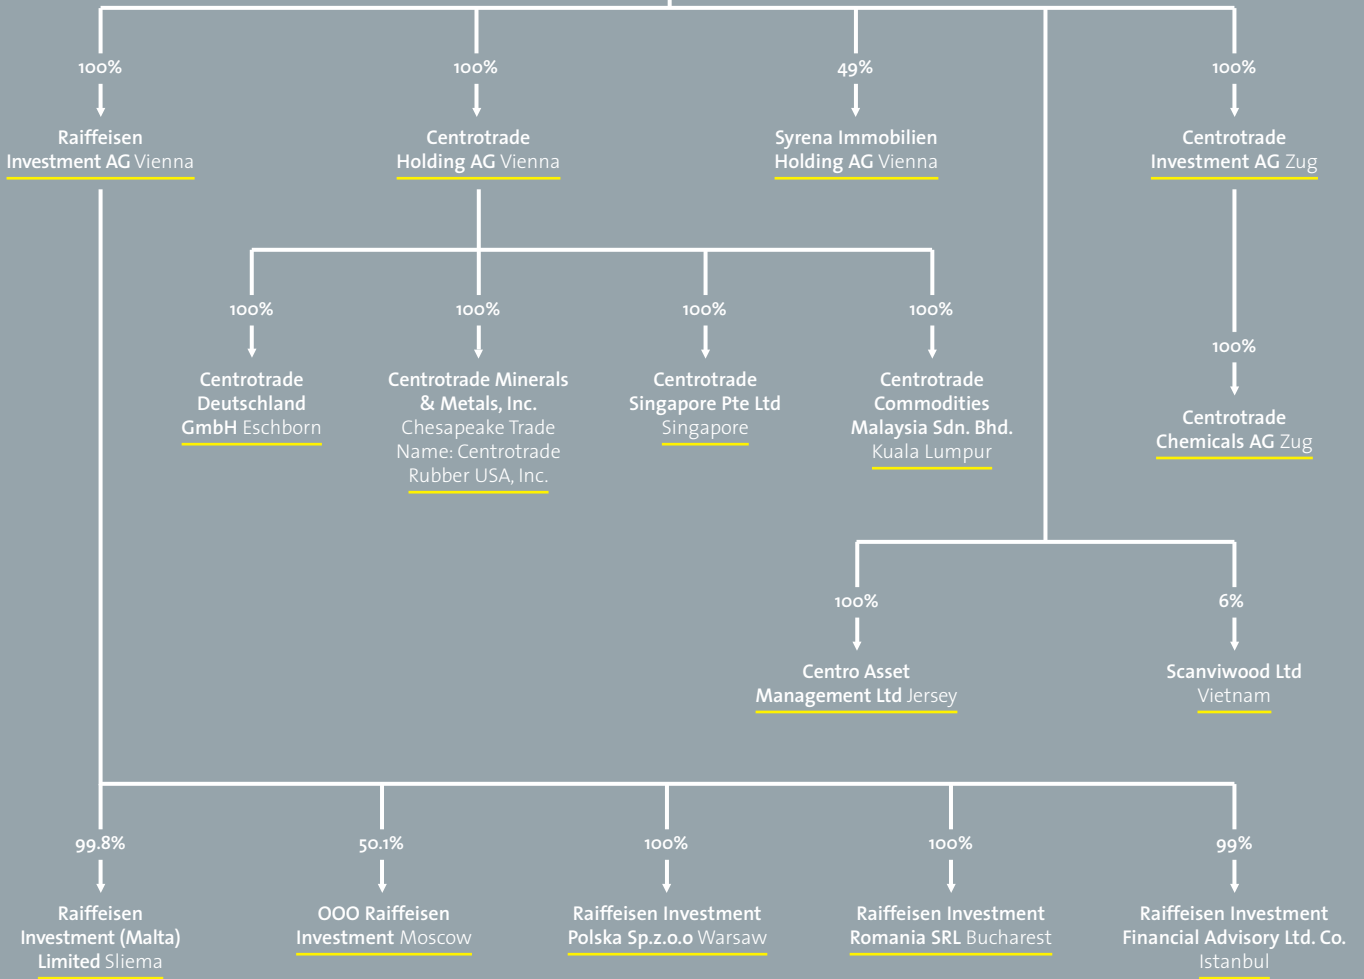 100%
100%
49%
100%
Raiffeisen
Investment AG Vienna
Centrotrade
Holding AG Vienna
Syrena Immobilien
Holding AG Vienna
Centrotrade
Investment AG Zug
100%
100%
100%
100%
100%
Centrotrade
Deutschland
GmbH Eschborn
Centrotrade Minerals
& Metals, Inc.
Chesapeake Trade
Name: Centrotrade
Rubber USA, Inc.
Centrotrade
Singapore Pte Ltd
Singapore
Centrotrade
Commodities
Malaysia Sdn. Bhd.
Kuala Lumpur
Centrotrade
Chemicals AG Zug
100%
6%
Centro Asset
Management Ltd Jersey
Scanviwood Ltd
Vietnam
99.8%
50.1%
100%
100%
99%
Raiffeisen
Investment (Malta)
Limited Sliema
OOO Raiffeisen
Investment Moscow
Raiffeisen Investment
Polska Sp.z.o.o Warsaw
Raiffeisen Investment
Romania SRL Bucharest
Raiffeisen Investment
Financial Advisory Ltd. Co.
Istanbul